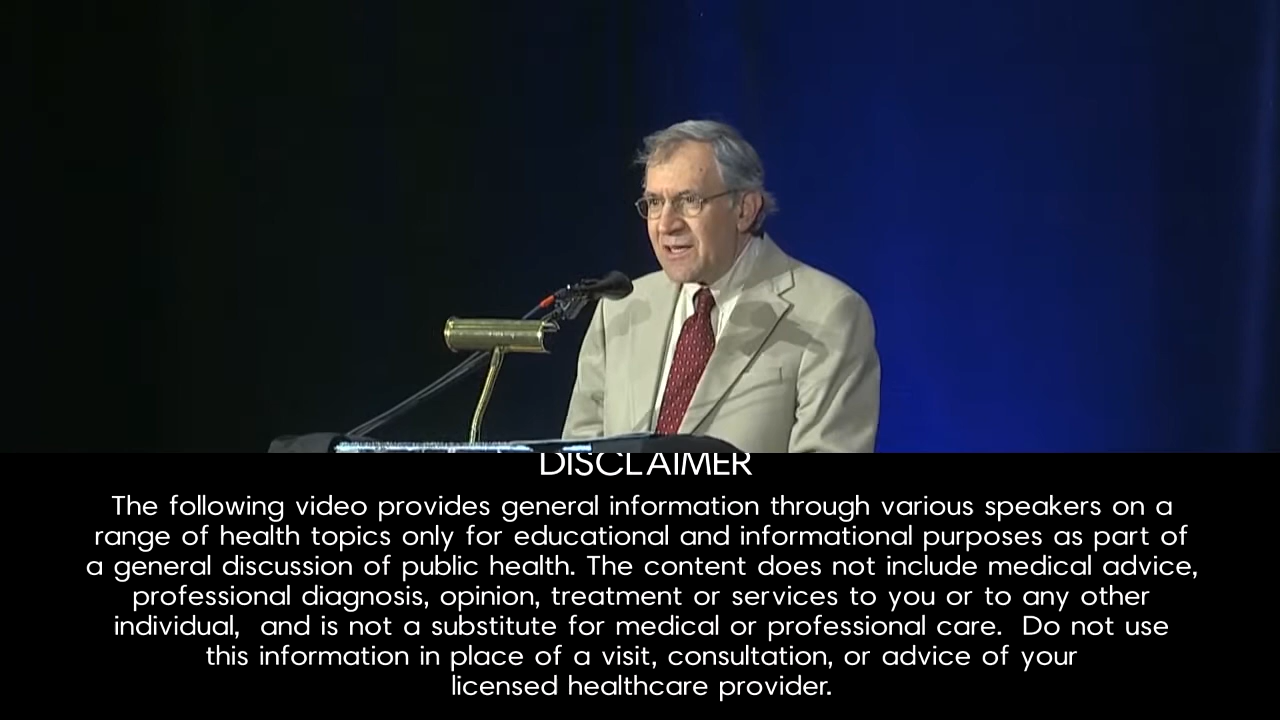 DISCLAIMER
The following video provides general information through various speakers on a
range of health topics only for educational and informational purposes as part of
a general discussion of public health. The content does not include medical advice,
professional diagnosis, opinion, treatment or services to you or to any other
individual,  and is not a substitute for medical or professional care.  Do not use
this information in place of a visit, consultation, or advice of your
licensed healthcare provider.